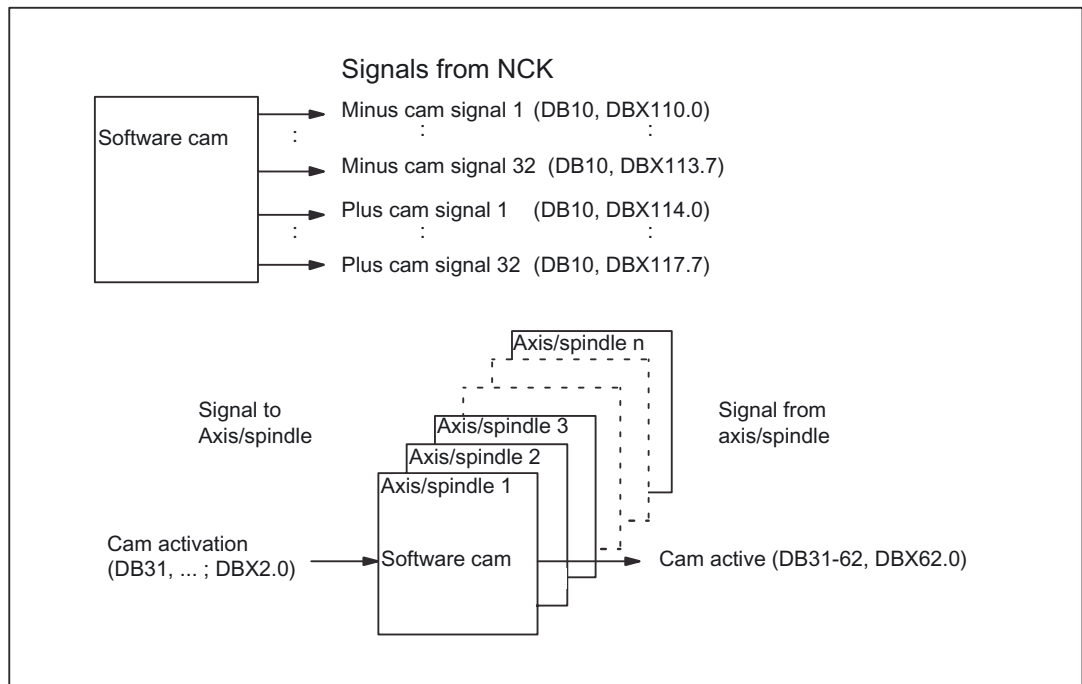 Signals from NCK
Software cam
Minus cam signal 1 (DB10, DBX110.0)
: : :
Minus cam signal 32 (DB10, DBX113.7)
Plus cam signal 1 (DB10, DBX114.0)
: : :
Plus cam signal 32 (DB10, DBX117.7)
Axis/spindle n
Signal to
Axis/spindle
Signal from
axis/spindle
Axis/spindle 3
Axis/spindle 2
Axis/spindle 1
Cam activation
(DB31, ... ; DBX2.0)
Software cam
Cam active (DB31-62, DBX62.0)